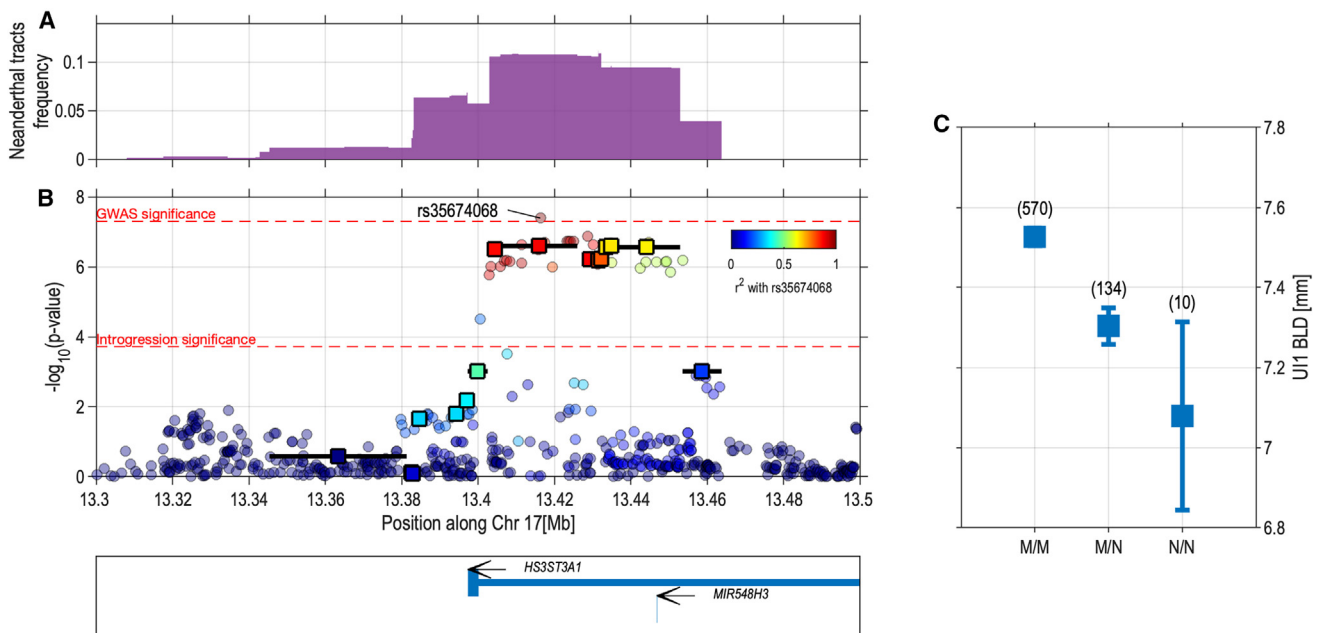 A
Neanderthal tracts
frequency
0.1
0.05
0
B
-log10(p-value)
8
6
4
2
0
GWAS significance
rs35674068
Introgression significance
0
0.5
1
r2 with rs35674068
13.3
13.32
13.34
13.36
13.38
13.4
13.42
13.44
13.46
13.48
13.5
Position along Chr 17[Mb]
HS3ST3A1
MIR548H3
C
(570)
(134)
(10)
7.8
7.6
7.4
7.2
7
6.8
UI1 BLD [mm]
M/M
M/N
N/N